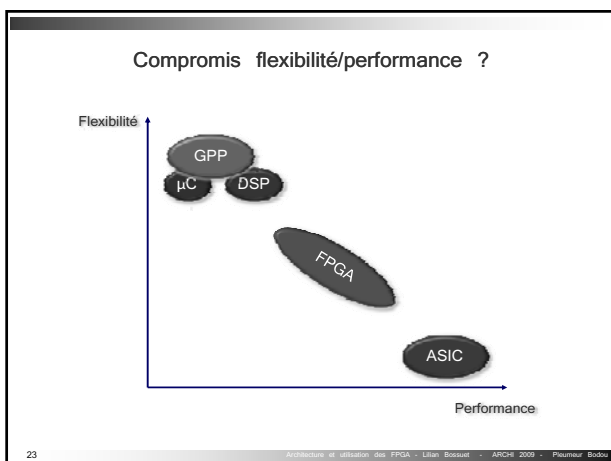 Compromis flexibilité/performance ?
Flexibilité
GPP
µC DSP
FPGA
ASIC
Performance
23
Architecture et utilisation des FPGA - Lilian Bossuet - ARCHI 2009 - Pleumeur Bodou